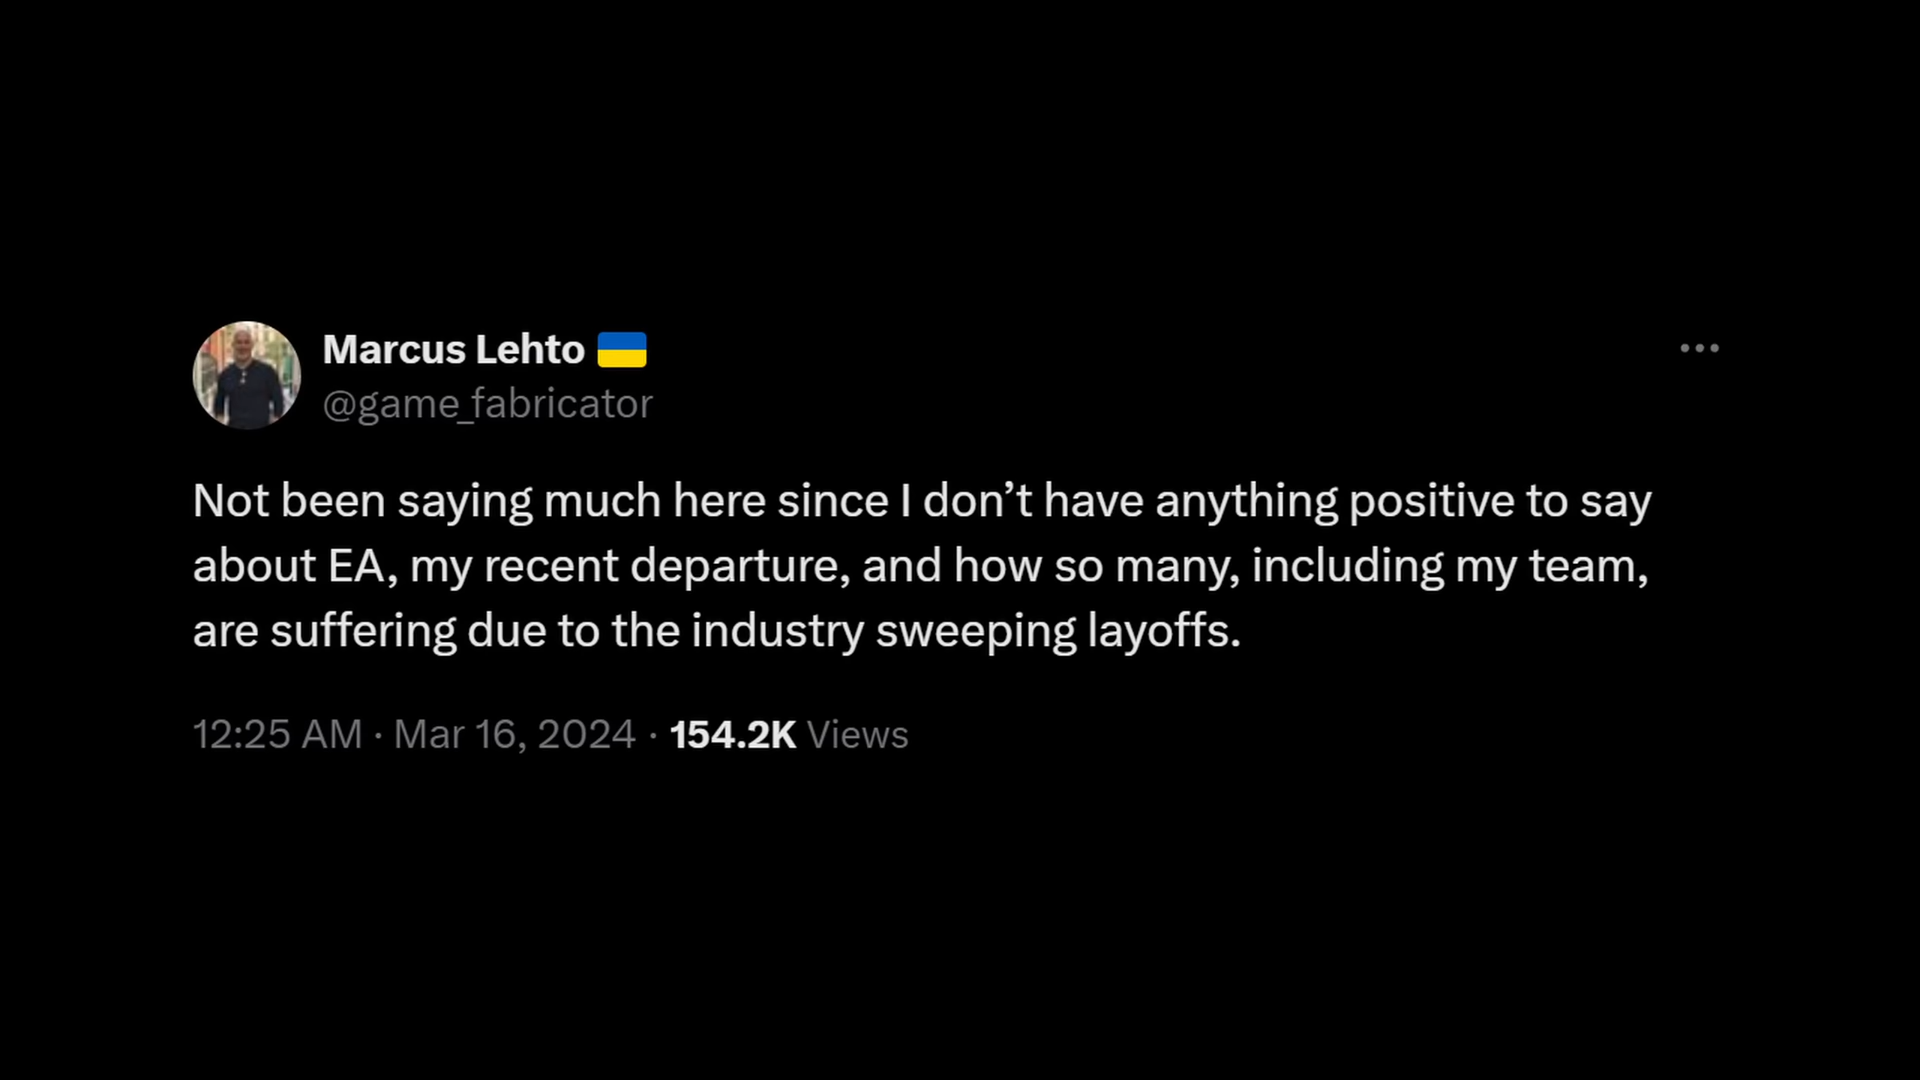 Marcus Lehto 🇺🇦
@game_fabricator
Not been saying much here since I don’t have anything positive to say
about EA, my recent departure, and how so many, including my team,
are suffering due to the industry sweeping layoffs.
12:25 AM · Mar 16, 2024 · 154.2K Views